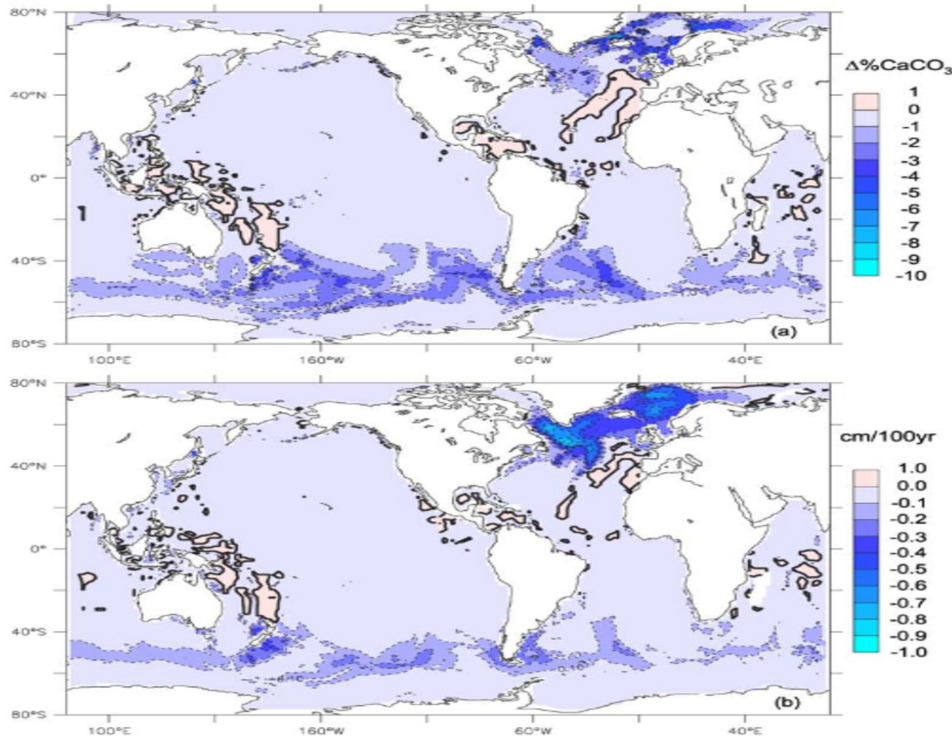 80°N
40°N
0°
40°S
80°S
1
(a)
100°E
160°W
60°W
40°E
Δ%CaCO₃
1
0
-1
-2
-3
-4
-5
-6
-7
-8
-9
-10
80°N
40°N
0°
40°S
80°S
(b)
100°E
160°W
60°W
40°E
cm/100yr
1.0
0.0
-0.1
-0.2
-0.3
-0.4
-0.5
-0.6
-0.7
-0.8
-0.9
-1.0